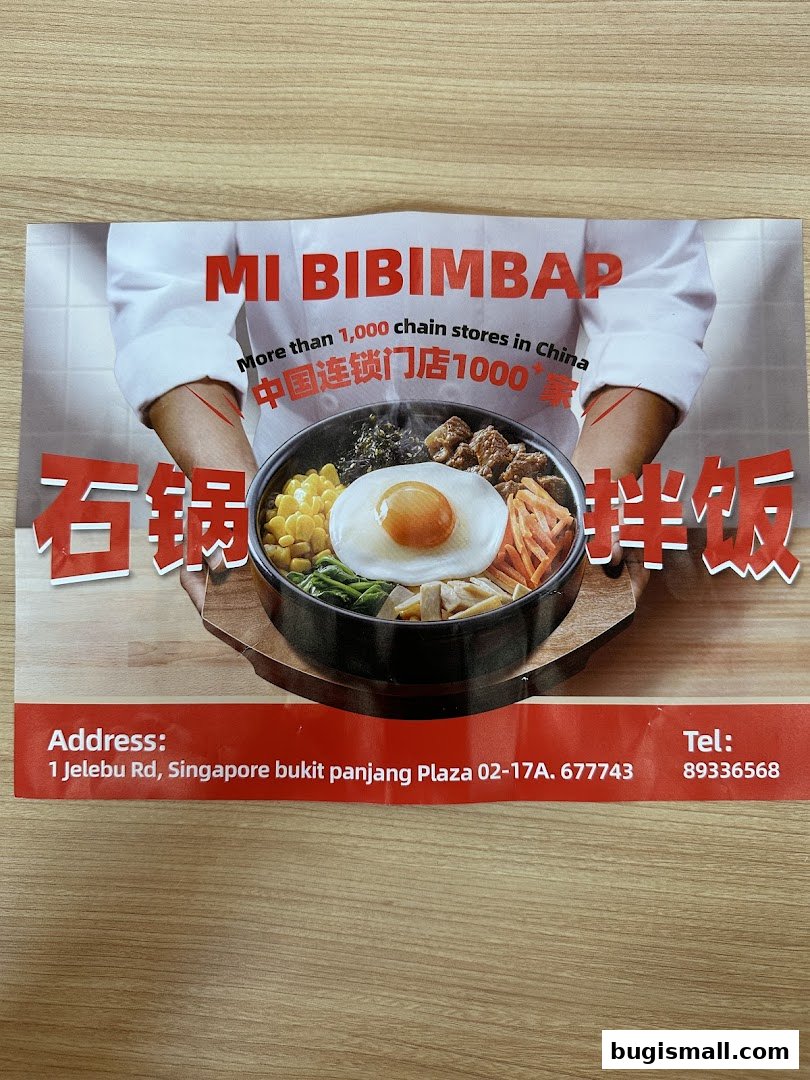 MI BIBIMBAP
More than 1,000 chain stores in China
中国连锁门店1000+家
石锅拌饭
Address:
1 Jelebu Rd, Singapore bukit panjang Plaza 02-17A. 677743
Tel:
89336568
bugismall.com